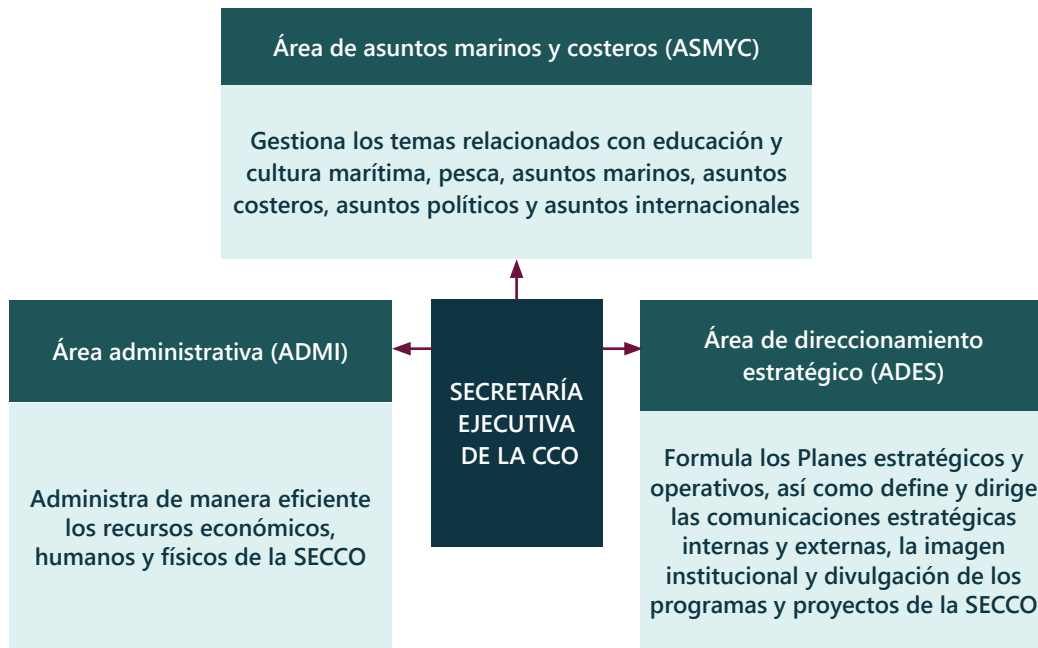 Área de asuntos marinos y costeros (ASMYC)
Gestiona los temas relacionados con educación y
cultura marítima, pesca, asuntos marinos, asuntos
costeros, asuntos políticos y asuntos internacionales
Área administrativa (ADMI)
Administra de manera eficiente
los recursos económicos,
humanos y físicos de la SECCO
SECRETARÍA
EJECUTIVA
DE LA CCO
Área de direccionamiento
estratégico (ADES)
Formula los Planes estratégicos y
operativos, así como define y dirige
las comunicaciones estratégicas
internas y externas, la imagen
institucional y divulgación de los
programas y proyectos de la SECCO